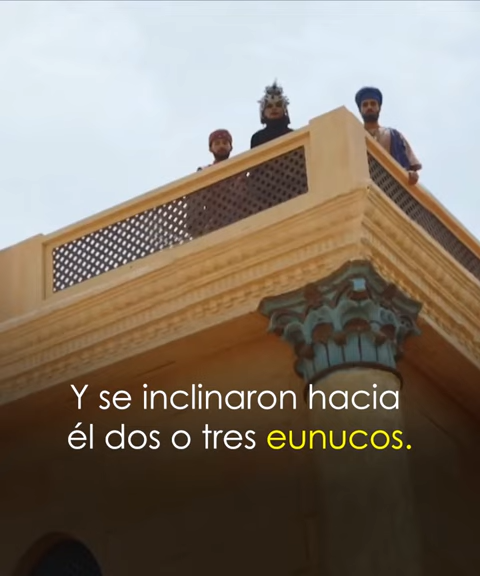 Y se inclinaron hacia
él dos o tres eunucos.